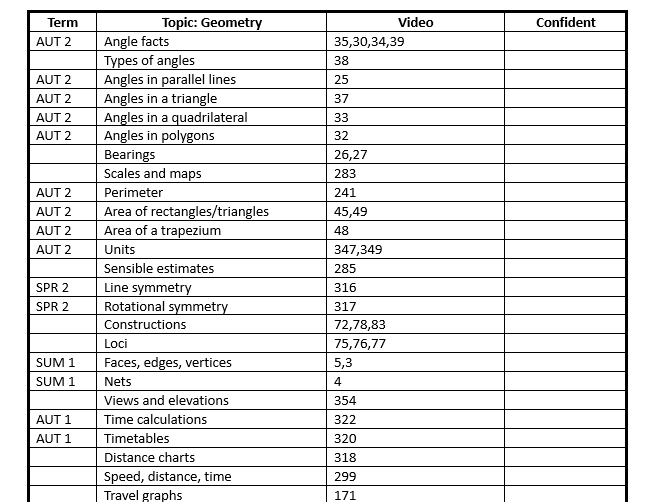 Term Topic: Geometry Video Confident
AUT 2 Angle facts 35,30,34,39
Types of angles 38
AUT 2 Angles in parallel lines 25
AUT 2 Angles in a triangle 37
AUT 2 Angles in a quadrilateral 33
AUT 2 Angles in polygons 32
Bearings 26,27
Scales and maps 283
AUT 2 Perimeter 241
AUT 2 Area of rectangles/triangles 45,49
AUT 2 Area of a trapezium 48
AUT 2 Units 347,349
Sensible estimates 285
SPR 2 Line symmetry 316
SPR 2 Rotational symmetry 317
Constructions 72,78,83
Loci 75,76,77
SUM 1 Faces, edges, vertices 5,3
SUM 1 Nets 4
Views and elevations 354
AUT 1 Time calculations 322
AUT 1 Timetables 320
Distance charts 318
Speed, distance, time 299
Travel graphs 171